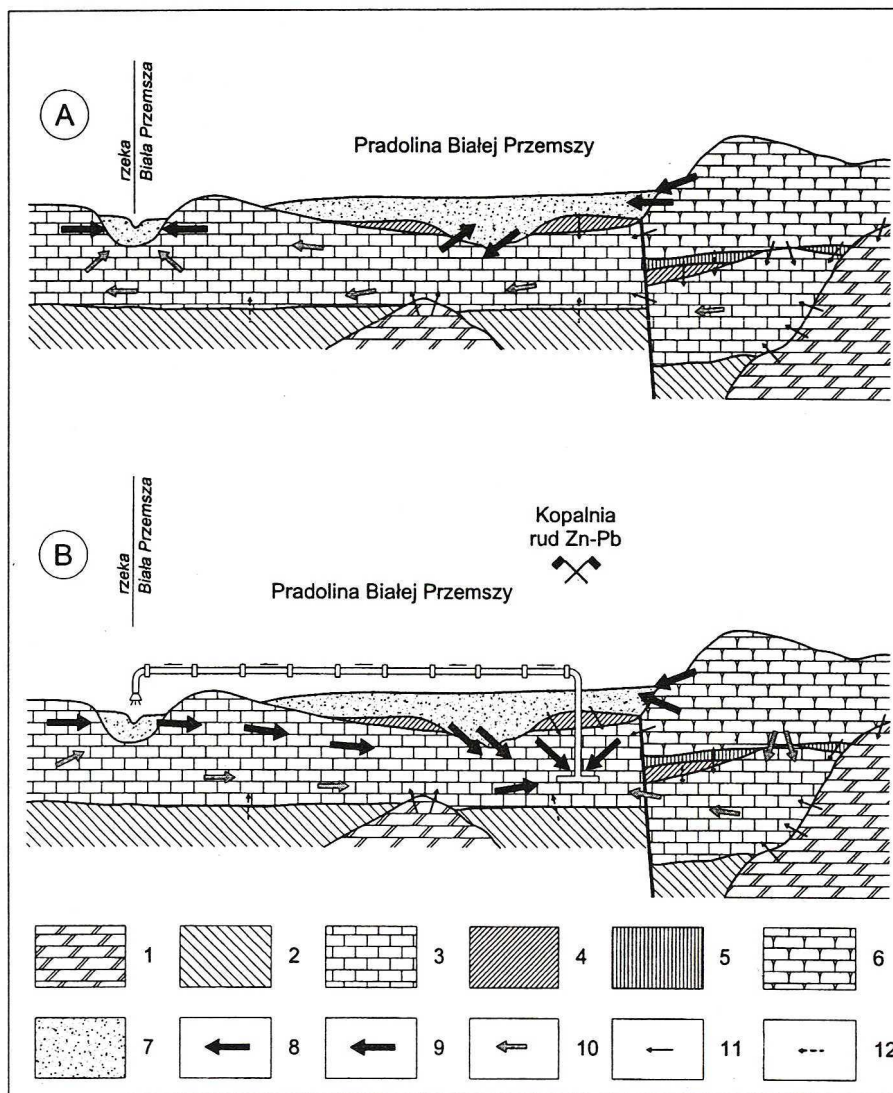 A
rzeka
Biała Przemsza
Pradolina Białej Przemszy
B
rzeka
Biała Przemsza
Kopalnia
rud Zn-Pb
Pradolina Białej Przemszy
1 2 3 4 5 6
7 8 9 10 11 12